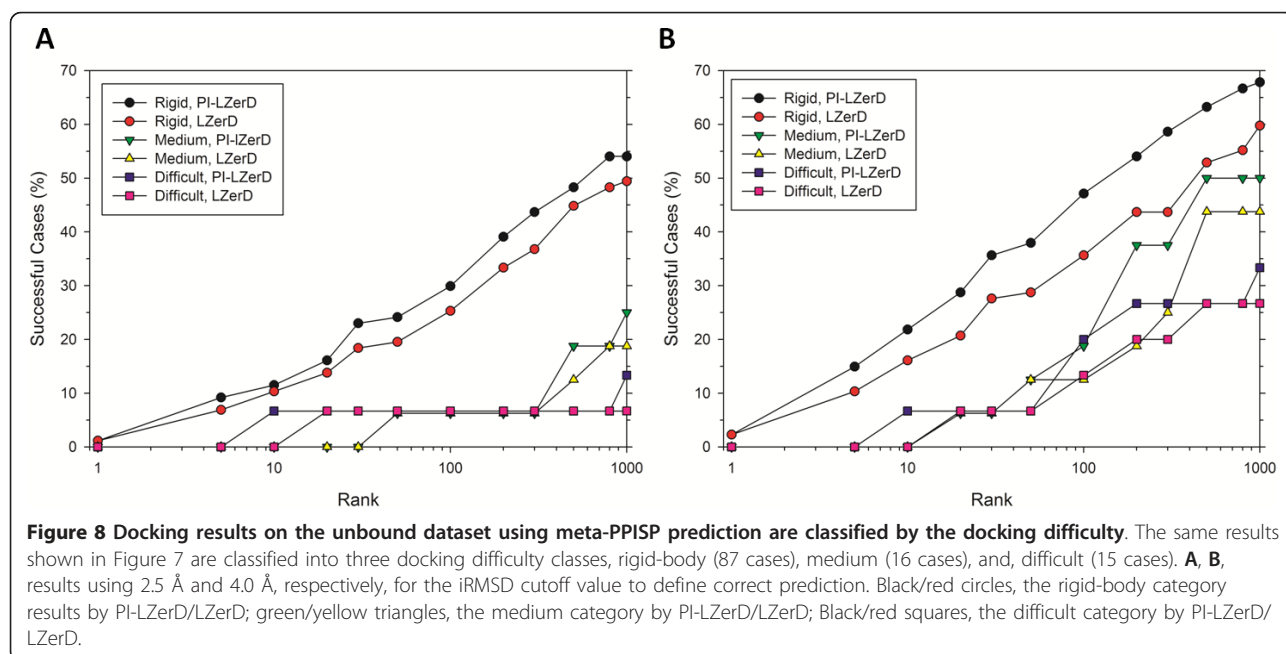 A
B
70
60
50
40
30
20
10
0
Successful Cases (%)
Rigid, PI-LZerD
Rigid, LZerD
Medium, PI-lZerD
Medium, LZerD
Difficult, PI-LZerD
Difficult, LZerD
1
10
100
1000
Rank
70
60
50
40
30
20
10
0
Successful Cases (%)
Rigid, PI-LZerD
Rigid, LZerD
Medium, PI-LZerD
Medium, LZerD
Difficult, PI-LZerD
Difficult, LZerD
1
10
100
1000
Rank
Figure 8 Docking results on the unbound dataset using meta-PPISP prediction are classified by the docking difficulty. The same results
shown in Figure 7 are classified into three docking difficulty classes, rigid-body (87 cases), medium (16 cases), and, difficult (15 cases). A, B,
results using 2.5 Å and 4.0 Å, respectively, for the iRMSD cutoff value to define correct prediction. Black/red circles, the rigid-body category
results by PI-LZerD/LZerD; green/yellow triangles, the medium category by PI-LZerD/LZerD; Black/red squares, the difficult category by PI-LZerD/
LZerD.